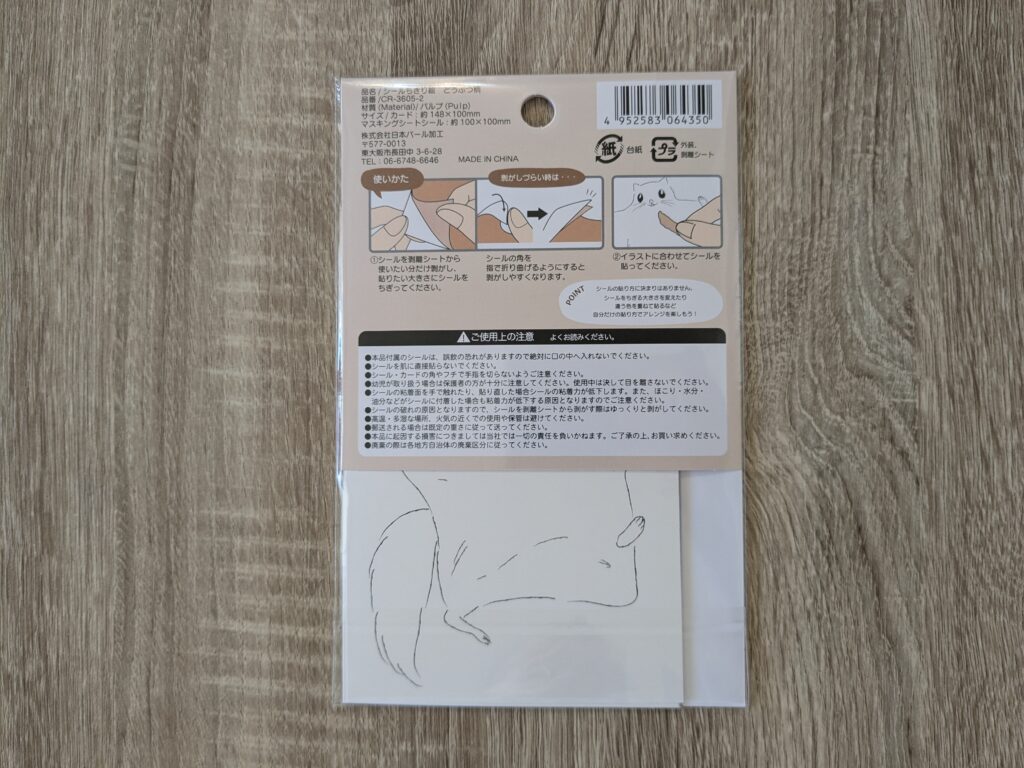 品名/シールちぎり絵 どうぶつ柄
品番/CR-3605-2
材質(Material)/パルプ(Pulp)
サイズ/カード：約148×100mm
マスキングシートシール：約100×100mm
株式会社日本パール加工
〒577-0013
東大阪市長田中 3-6-28
TEL：06-6748-6646 MADE IN CHINA
4 952583 064350
紙 台紙
プラ 外装、
剥離シート
使いかた
剥がしづらい時は・・・
①シールを剥離シートから
使いたい分だけ剥がし、
貼りたい大きさにシールを
ちぎってください。
シールの角を
指で折り曲げるようにすると
剥がしやすくなります。
②イラストに合わせてシールを
貼ってください。
POINT
シールの貼り方に決まりはありません。
シールをちぎる大きさを変えたり
違う色を重ねて貼るなど
自分だけの貼り方でアレンジを楽しもう！
ご使用上の注意 よくお読みください。
●本品付属のシールは、誤飲の恐れがありますので絶対に口の中へ入れないでください。
●シールを肌に直接貼らないでください。
●シール・カードの角やフチで手指を切らないようご注意ください。
●幼児が取り扱う場合は保護者の方が十分に注意してください。使用中は決して目を離さないでください。
●シールの粘着面を手で触れたり、貼り直した場合シールの粘着力が低下します。また、ほこり・水分・
油分などがシールに付着した場合も粘着力が低下する原因となりますのでご注意ください。
●シールの破れの原因となりますので、シールを剥離シートから剥がす際はゆっくりと剥がしてください。
●高温・多湿な場所、火気の近くでの使用や保管は避けてください。
●郵送される場合は既定の重さに従って送ってください。
●本品に起因する損害につきましては当社では一切の責任を負いかねます。ご了承の上、お買い求めください。
●廃棄の際は各地方自治体の廃棄区分に従ってください。